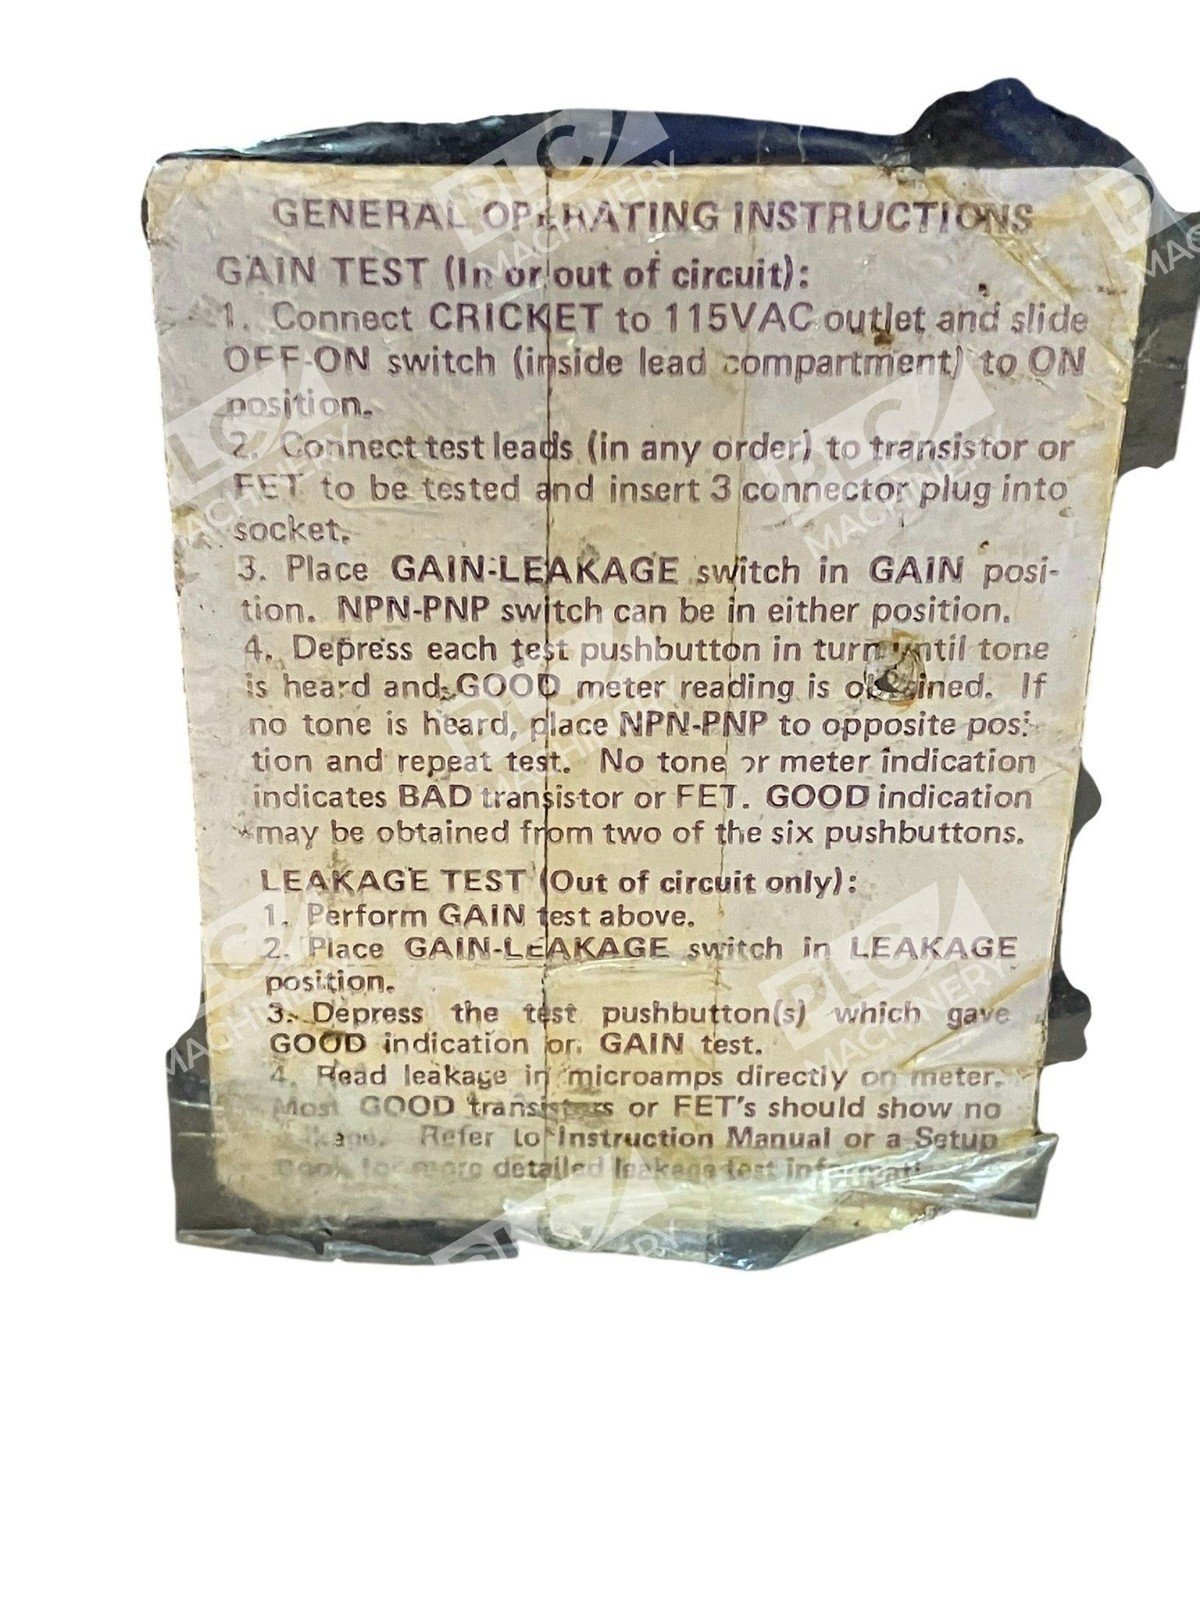 GENERAL OPERATING INSTRUCTIONS
GAIN TEST (In or out of circuit):
1. Connect CRICKET to 115VAC outlet and slide
OFF-ON switch (inside lead compartment) to ON
position.
2. Connect test leads (in any order) to transistor or
FET to be tested and insert 3 connector plug into
socket.
3. Place GAIN-LEAKAGE switch in GAIN posi-
tion. NPN-PNP switch can be in either position.
4. Depress each test pushbutton in turn until tone
is heard and GOOD meter reading is obtained. If
no tone is heard, place NPN-PNP to opposite posi-
tion and repeat test. No tone or meter indication
indicates BAD transistor or FET. GOOD indication
may be obtained from two of the six pushbuttons.
LEAKAGE TEST (Out of circuit only):
1. Perform GAIN test above.
2. Place GAIN-LEAKAGE switch in LEAKAGE
position.
3. Depress the test pushbutton(s) which gave
GOOD indication on GAIN test.
4. Read leakage in microamps directly on meter.
Most GOOD transistors or FET's should show no
Refer to Instruction Manual or a Setup
Book for more detailed leakage test information
PLC MACHINERY